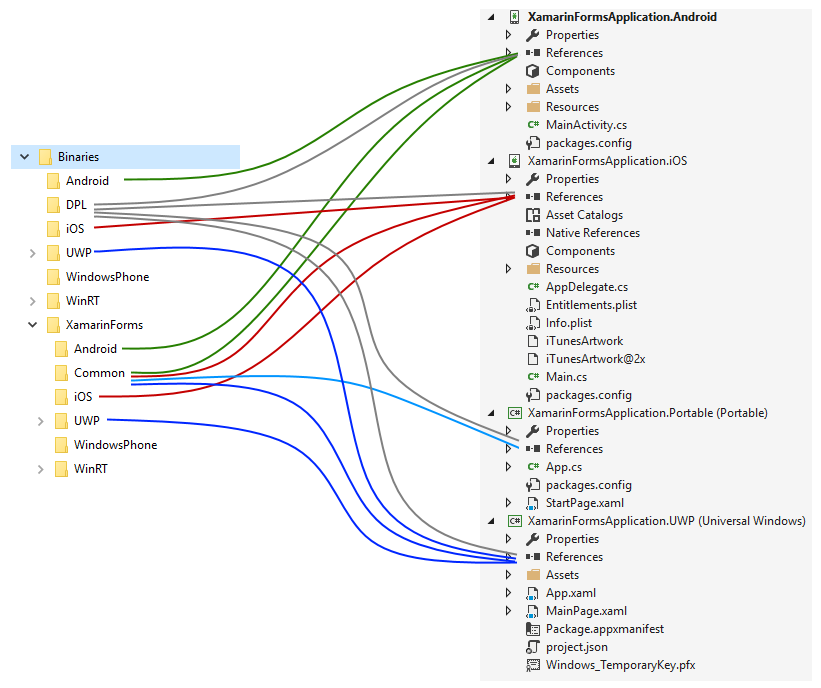 Binaries
Android
DPL
iOS
UWP
WindowsPhone
WinRT
XamarinForms
Android
Common
iOS
UWP
WindowsPhone
WinRT
XamarinFormsApplication.Android
Properties
References
Components
Assets
Resources
C# MainActivity.cs
packages.config
XamarinFormsApplication.iOS
Properties
References
Asset Catalogs
Native References
Components
Resources
C# AppDelegate.cs
Entitlements.plist
Info.plist
iTunesArtwork
iTunesArtwork@2x
C# Main.cs
packages.config
C# XamarinFormsApplication.Portable (Portable)
Properties
References
C# App.cs
packages.config
StartPage.xaml
C# XamarinFormsApplication.UWP (Universal Windows)
Properties
References
Assets
App.xaml
MainPage.xaml
Package.appxmanifest
project.json
Windows_TemporaryKey.pfx